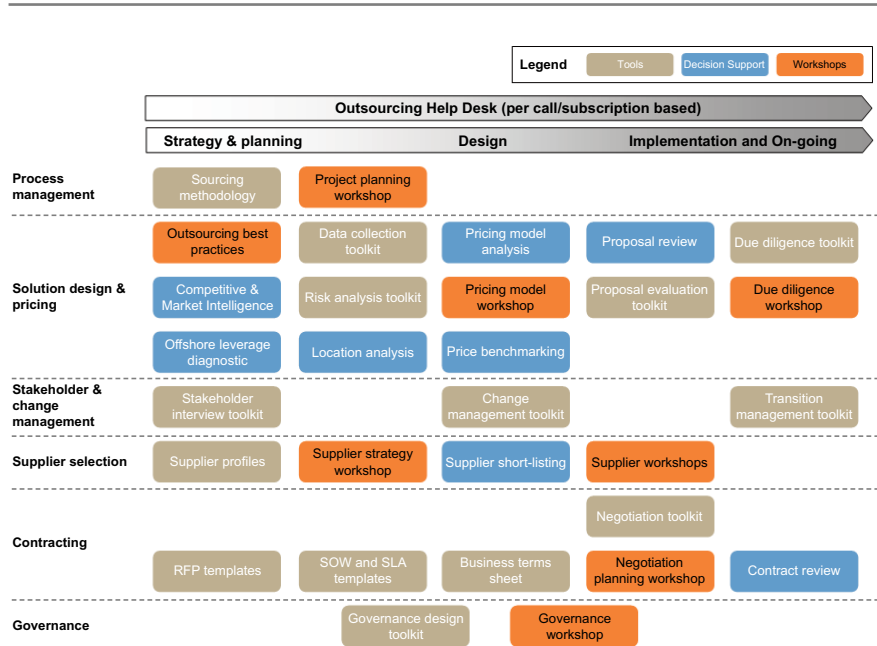 Legend
Tools
Decision Support
Workshops
Outsourcing Help Desk (per call/subscription based)
Strategy & planning
Design
Implementation and On-going
Process
management
Sourcing
methodology
Project planning
workshop
Solution design &
pricing
Outsourcing best
practices
Data collection
toolkit
Pricing model
analysis
Proposal review
Due diligence toolkit
Competitive &
Market Intelligence
Risk analysis toolkit
Pricing model
workshop
Proposal evaluation
toolkit
Due diligence
workshop
Offshore leverage
diagnostic
Location analysis
Price benchmarking
Stakeholder &
change
management
Stakeholder
interview toolkit
Change
management toolkit
Transition
management toolkit
Supplier selection
Supplier profiles
Supplier strategy
workshop
Supplier short-listing
Supplier workshops
Contracting
Negotiation toolkit
RFP templates
SOW and SLA
templates
Business terms
sheet
Negotiation
planning workshop
Contract review
Governance
Governance design
toolkit
Governance
workshop